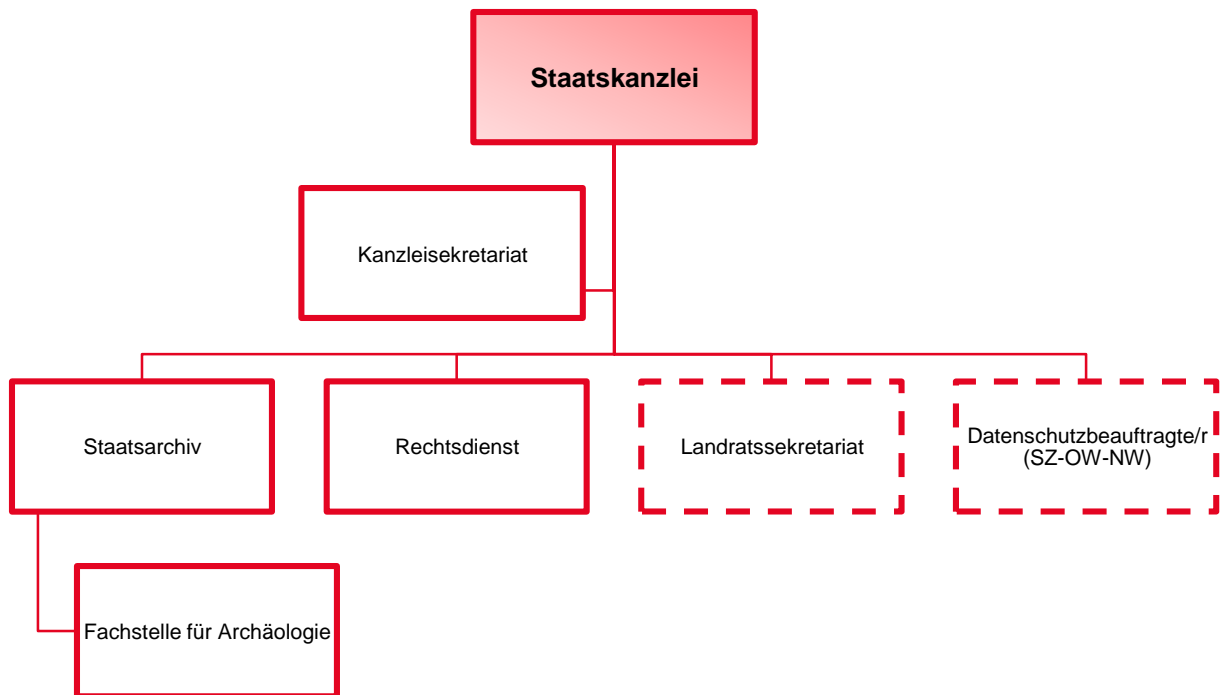 Staatskanzlei
Kanzleisekretariat
Staatsarchiv
Rechtsdienst
Landratssekretariat
Datenschutzbeauftragte/r
(SZ-OW-NW)
Fachstelle für Archäologie